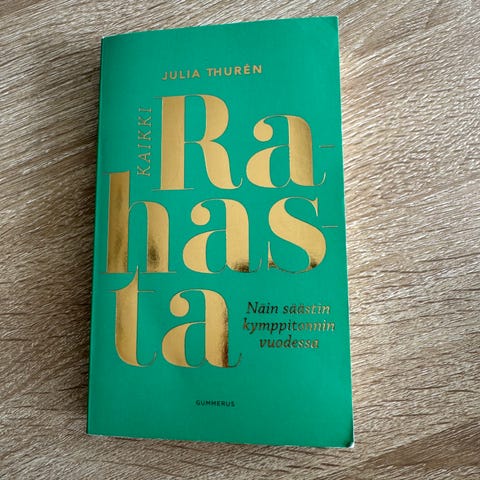 JULIA THURÉN
KAIKKI
Ra-
has-
ta
Näin säästin
kymppitonnin
vuodessa
GUMMERUS